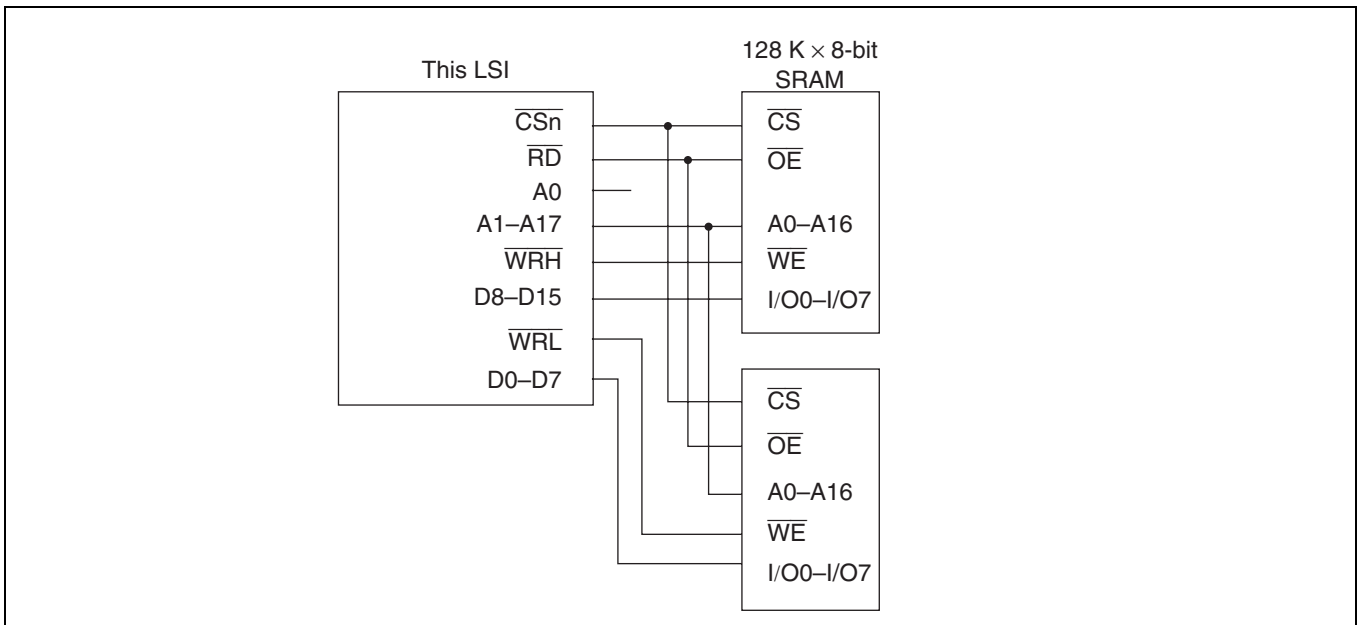 This LSI
CSn
RD
A0
A1–A17
WRH
D8–D15
WRL
D0–D7
128 K × 8-bit
SRAM
CS
OE
A0–A16
WE
I/O0–I/O7
CS
OE
A0–A16
WE
I/O0–I/O7